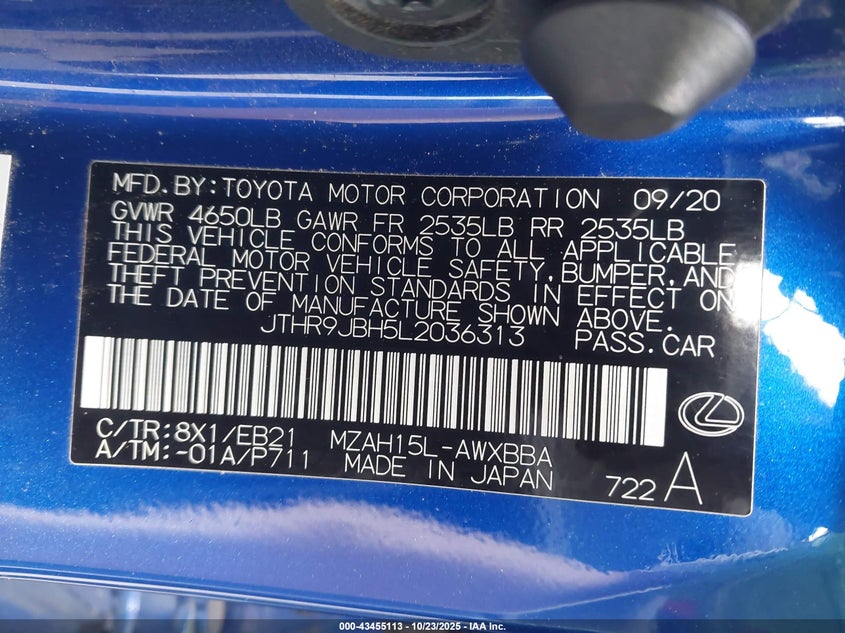 MFD.BY:TOYOTA MOTOR CORPORATION 09/20
GVWR 4650LB GAWR FR 2535LB RR 2535LB
THIS VEHICLE CONFORMS TO ALL APPLICABLE
FEDERAL MOTOR VEHICLE SAFETY,BUMPER,AND
THEFT PREVENTION STANDARDS IN EFFECT ON
THE DATE OF MANUFACTURE SHOWN ABOVE.
JTHR9JBH5L2036313 PASS.CAR
C/TR:8X1/EB21 MZAH15L-AWXBBA
A/TM:-01A/P711 MADE IN JAPAN
722 A
000-43455113 - 10/23/2025 - © IAA Inc.